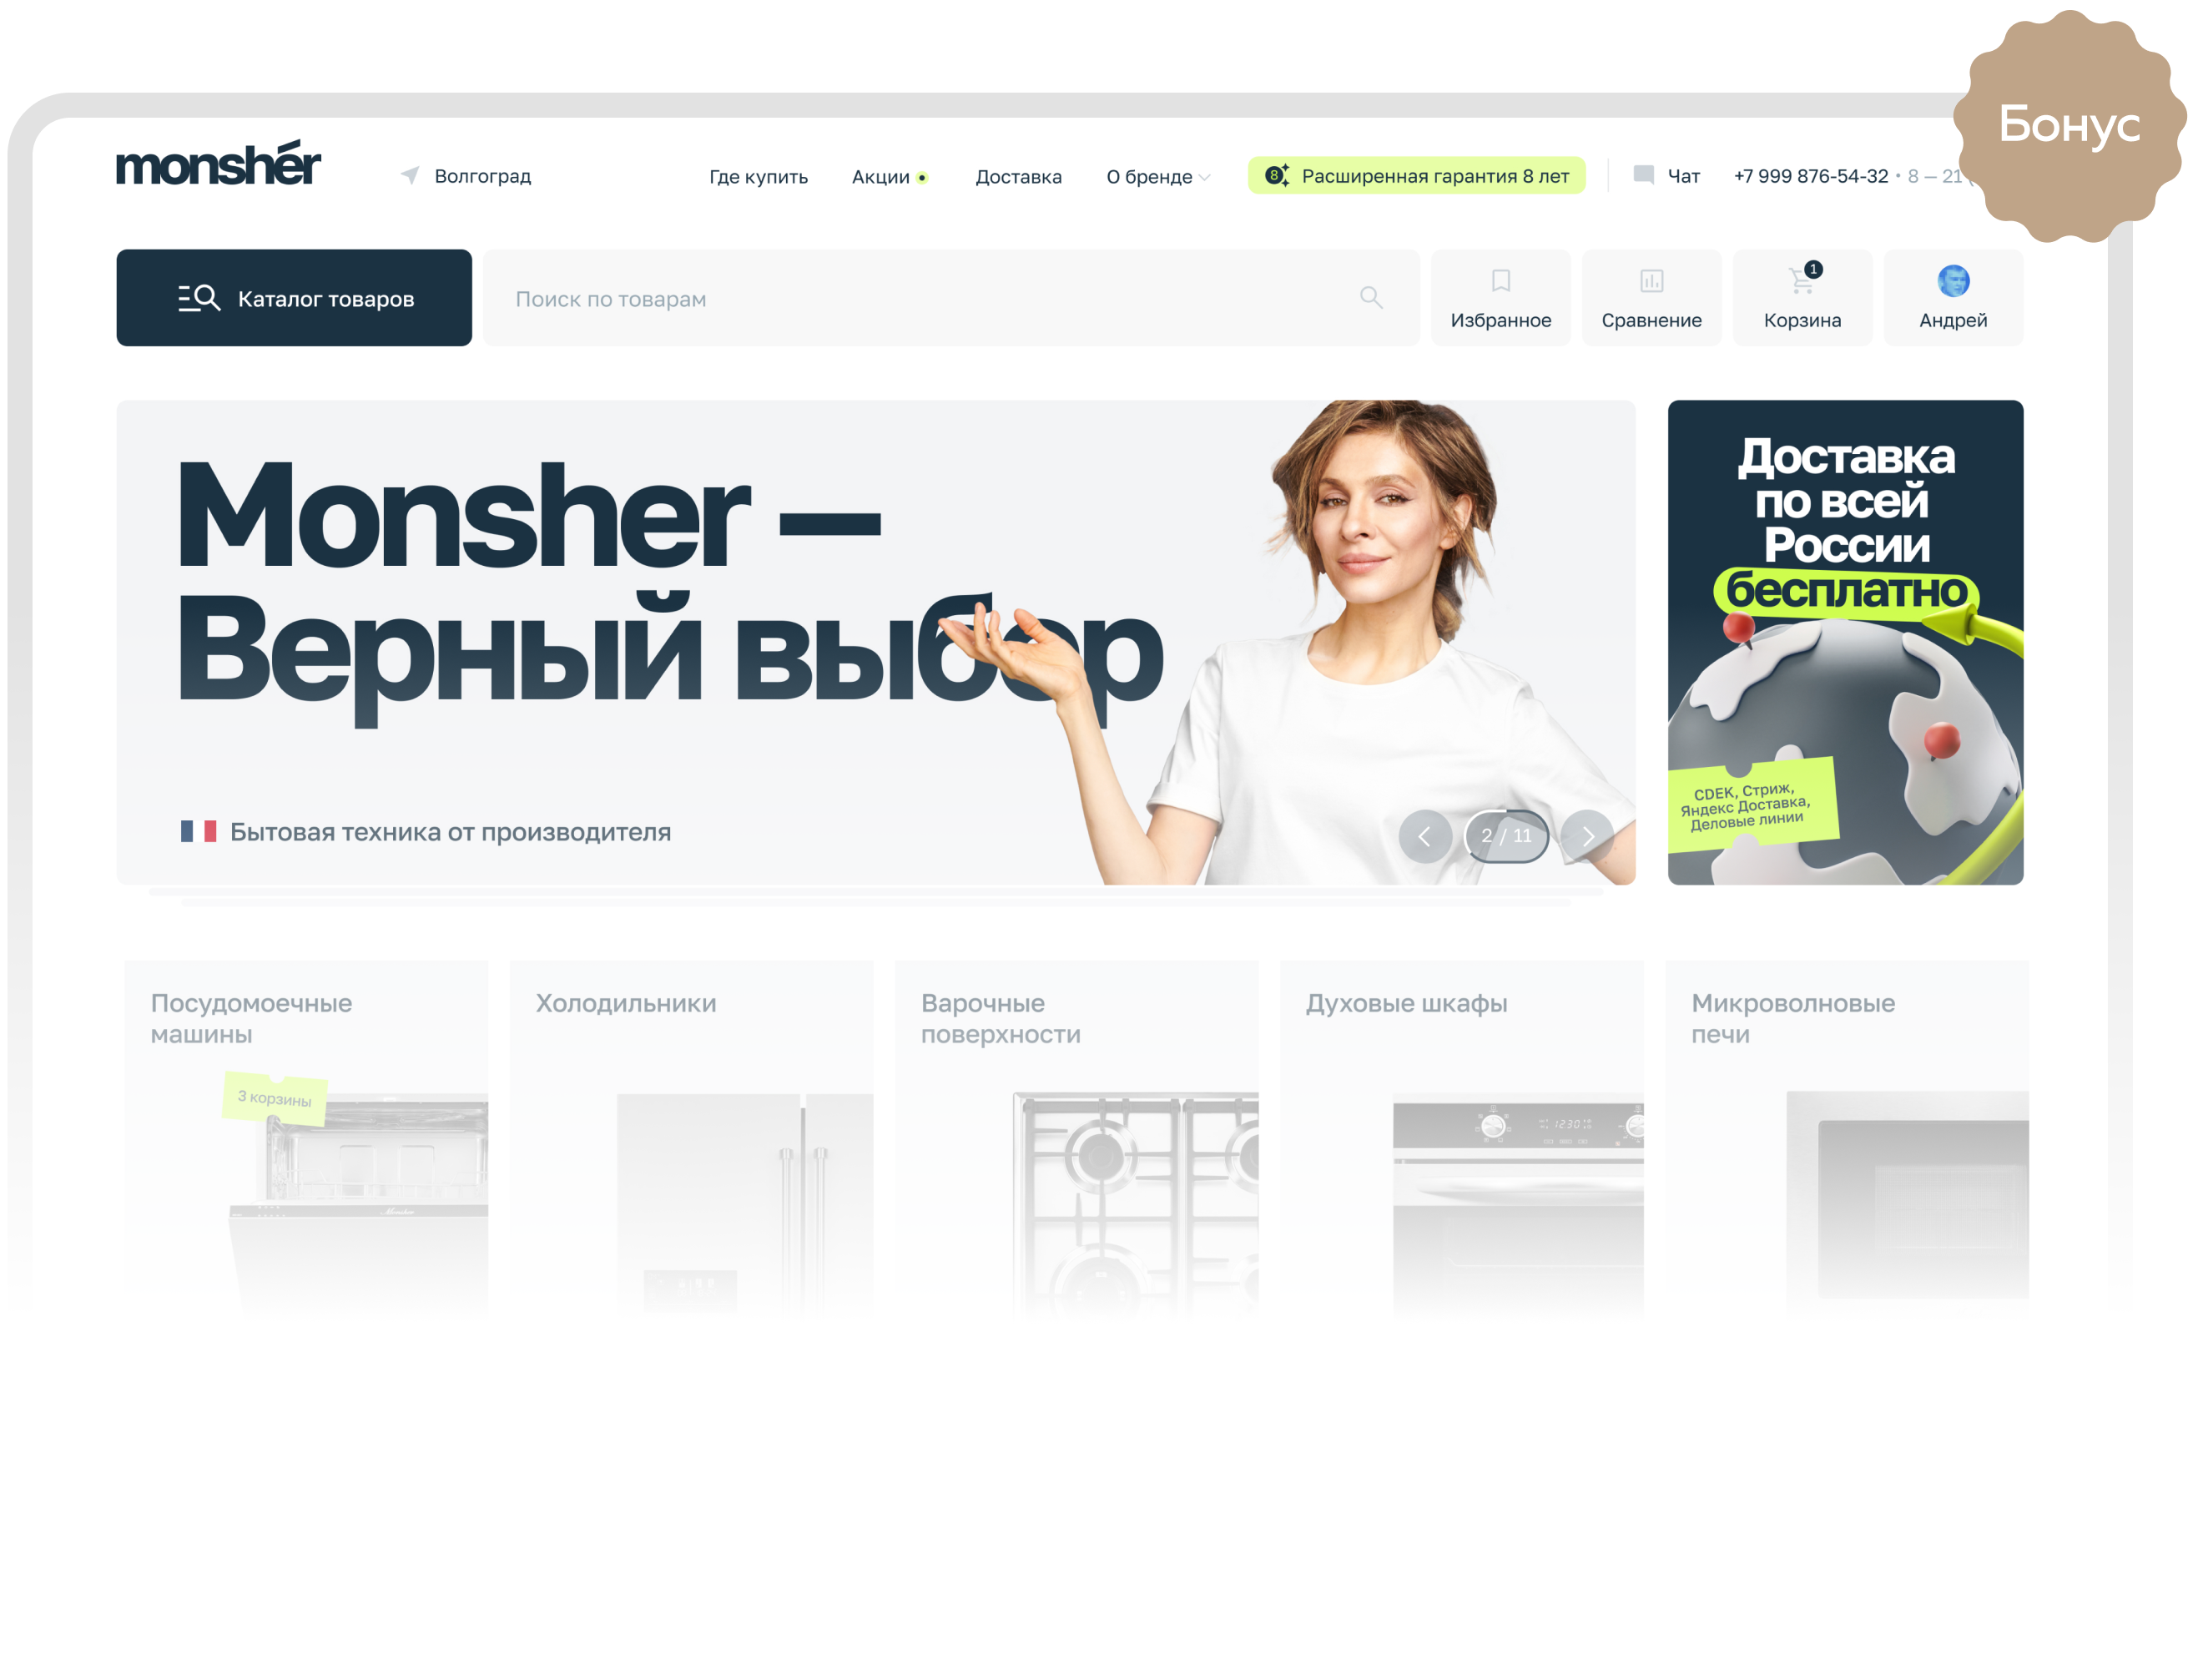 Бонус
monshér
Волгоград
Где купить
Акции
Доставка
О бренде
8
Расширенная гарантия 8 лет
Чат
+7 999 876-54-32 • 8 — 21
Каталог товаров
Поиск по товарам
Избранное
Сравнение
1
Корзина
Андрей
Monsher —
Верный выбор
Бытовая техника от производителя
2 / 11
Доставка
по всей
России
бесплатно
CDEK, Стриж,
Яндекс Доставка,
Деловые линии
Посудомоечные
машины
3 корзины
Monsher
Холодильники
Варочные
поверхности
Духовые шкафы
12:30
Микроволновые
печи